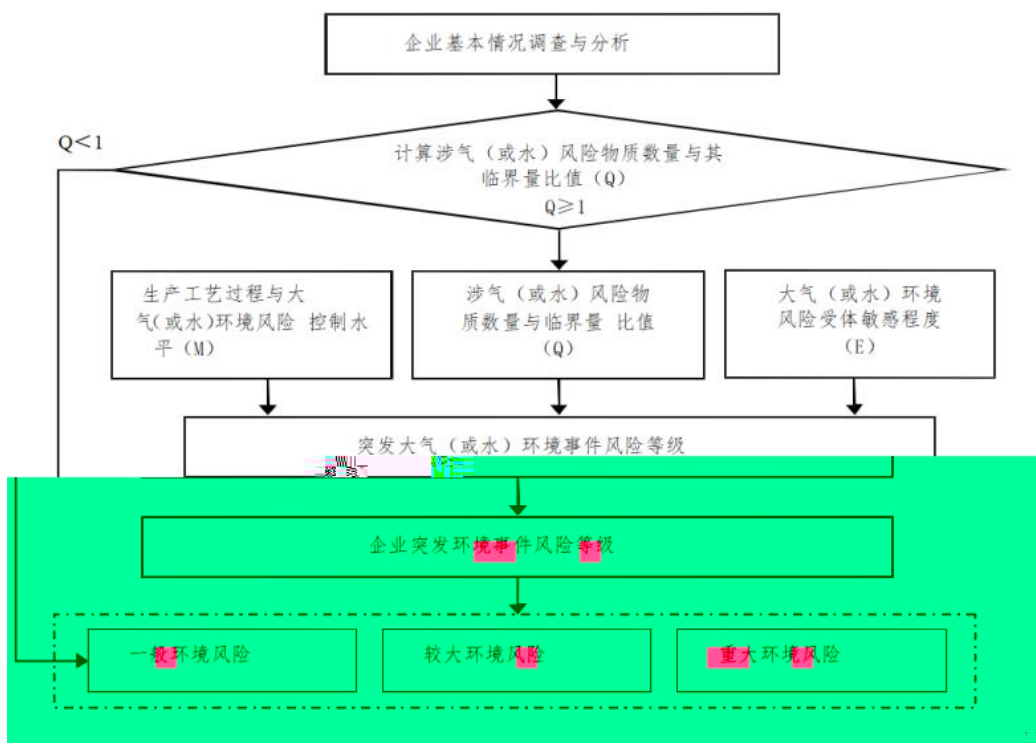 企业基本情况调查与分析
Q＜1
计算涉气（或水）风险物质数量与其
临界量比值（Q）
Q≥1
生产工艺过程与大
气(或水)环境风险 控制水
平（M）
涉气（或水）风险物
质数量与临界量 比值
（Q）
大气（或水）环境
风险受体敏感程度
（E）
突发大气（或水）环境事件风险等级
企业突发环境事件风险等级
一般环境风险
较大环境风险
重大环境风险